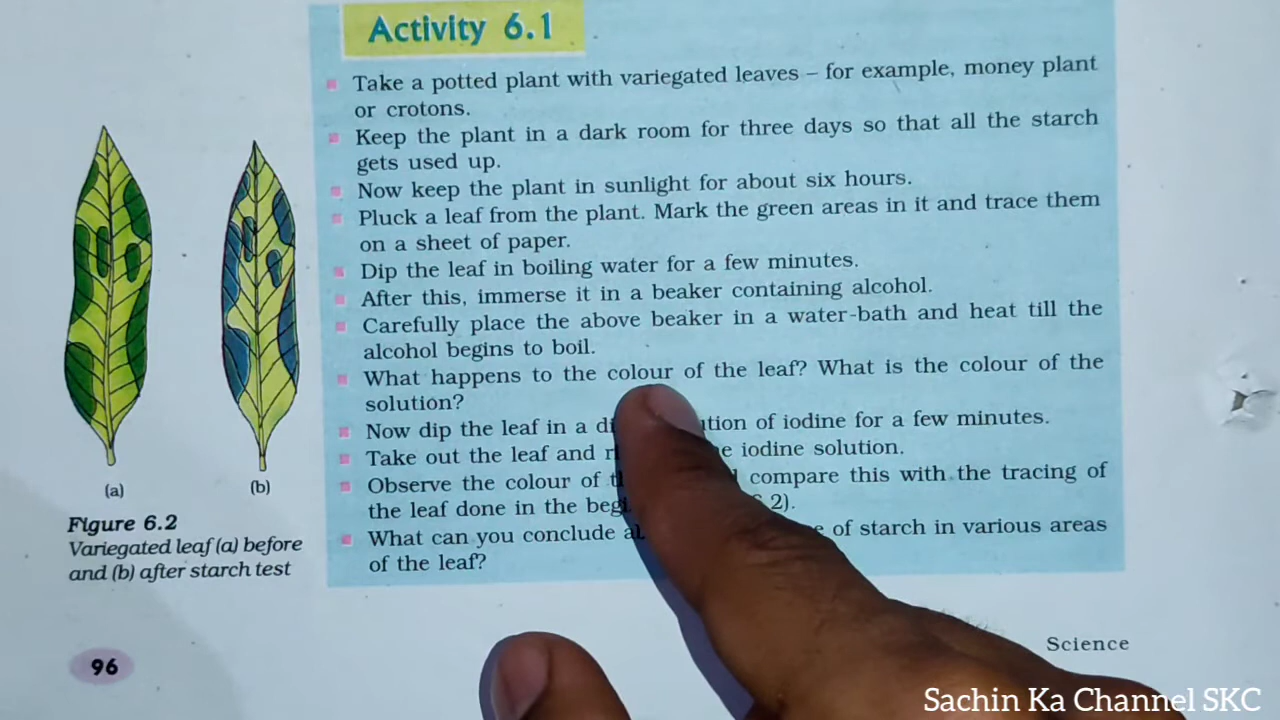 Activity 6.1
Take a potted plant with variegated leaves – for example, money plant
or crotons.
Keep the plant in a dark room for three days so that all the starch
gets used up.
Now keep the plant in sunlight for about six hours.
Pluck a leaf from the plant. Mark the green areas in it and trace them
on a sheet of paper.
Dip the leaf in boiling water for a few minutes.
After this, immerse it in a beaker containing alcohol.
Carefully place the above beaker in a water-bath and heat till the
alcohol begins to boil.
What happens to the colour of the leaf? What is the colour of the
solution?
Now dip the leaf in a of iodine for a few minutes.
Take out the leaf and iodine solution.
Observe the colour of compare this with the tracing of
the leaf done in the 2).
What can you conclude of starch in various areas
of the leaf?
(a)
(b)
Figure 6.2
Variegated leaf (a) before
and (b) after starch test
96
Science
Sachin Ka Channel SKC